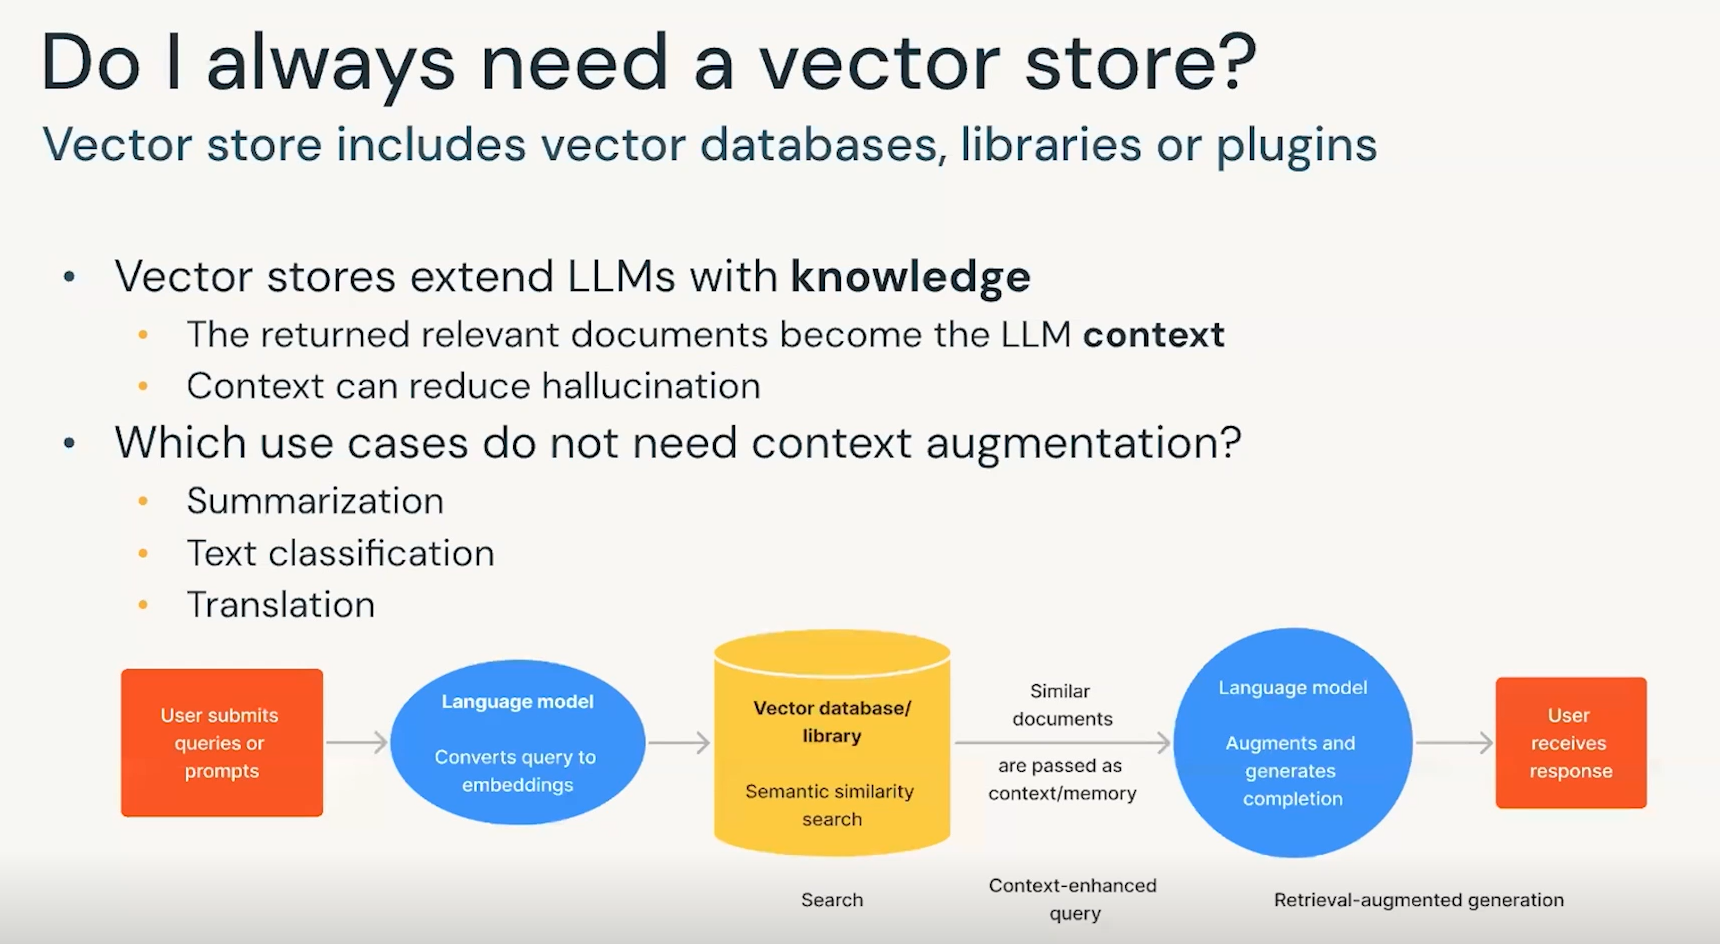 Do I always need a vector store?
Vector store includes vector databases, libraries or plugins
• Vector stores extend LLMs with knowledge
• The returned relevant documents become the LLM context
• Context can reduce hallucination
• Which use cases do not need context augmentation?
• Summarization
• Text classification
• Translation
User submits
queries or
prompts
Language model
Converts query to
embeddings
Vector database/
library
Semantic similarity
search
Similar
documents
are passed as
context/memory
Language model
Augments and
generates
completion
User
receives
response
Search
Context-enhanced
query
Retrieval-augmented generation